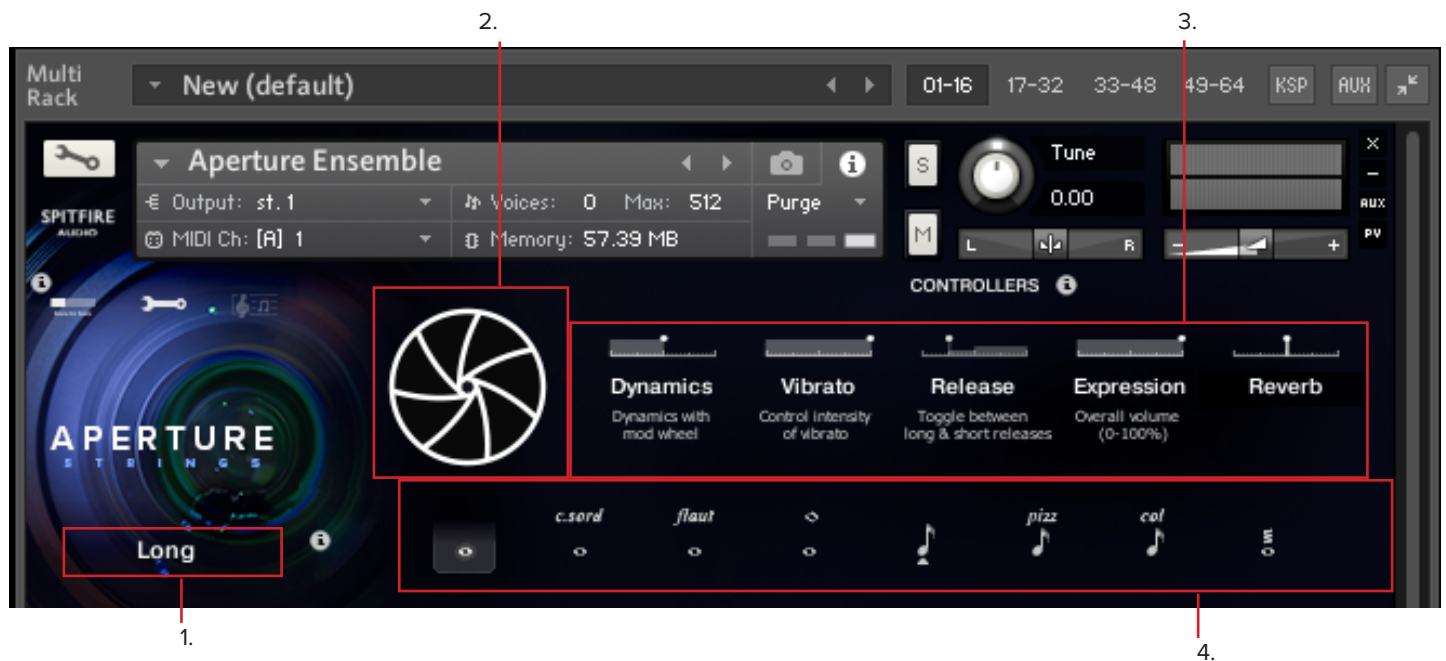 2.
3.
Multi
Rack
New (default)
01-16 17-32 33-48 49-64 KSP AUX
Aperture Ensemble
S
Tune
0.00
X
SPITFIRE
AUDIO
Output: st.1
Voices: 0 Max: 512
Purge
AUX
MIDI Ch: [A] 1
Memory: 57.39 MB
M
L
R
- +
PV
CONTROLLERS i
Dynamics
Vibrato
Release
Expression
Reverb
Dynamics with
mod wheel
Control intensity
of vibrato
Toggle between
long & short releases
Overall volume
(0-100%)
APERTURE
STRINGS
Long
c.sord
flaut
pizz
col
1.
4.